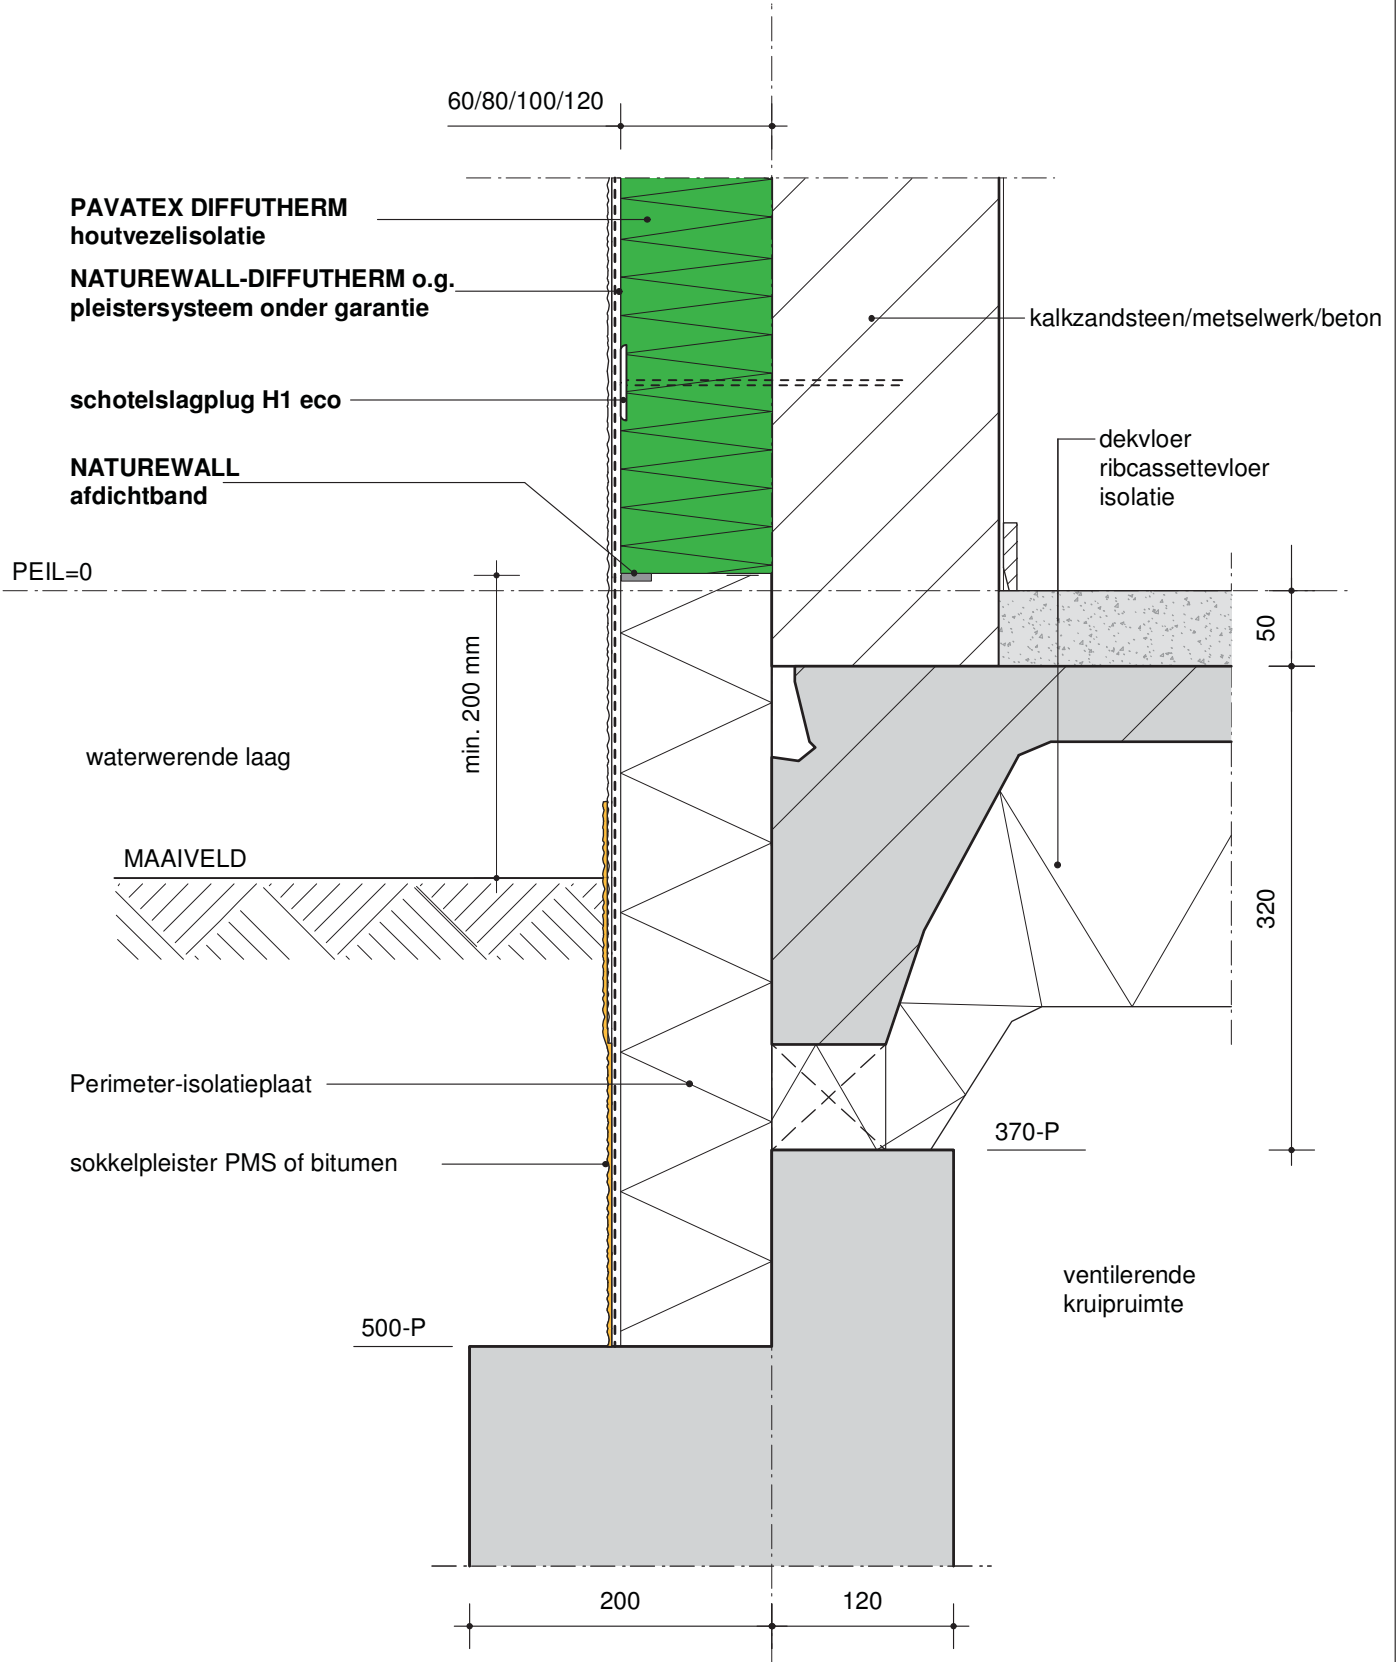 60/80/100/120
PAVATEX DIFFUTHERM
houtvezelisolatie
NATUREWALL-DIFFUTHERM o.g.
pleistersysteem onder garantie
kalkzandsteen/metselwerk/beton
schotelslagplug H1 eco
dekvloer
ribcassettevloer
isolatie
NATUREWALL
afdichtband
PEIL=0
50
min. 200 mm
waterwerende laag
MAAIVELD
320
Perimeter-isolatieplaat
370-P
sokkelpleister PMS of bitumen
ventilerende
kruipruimte
500-P
200
120